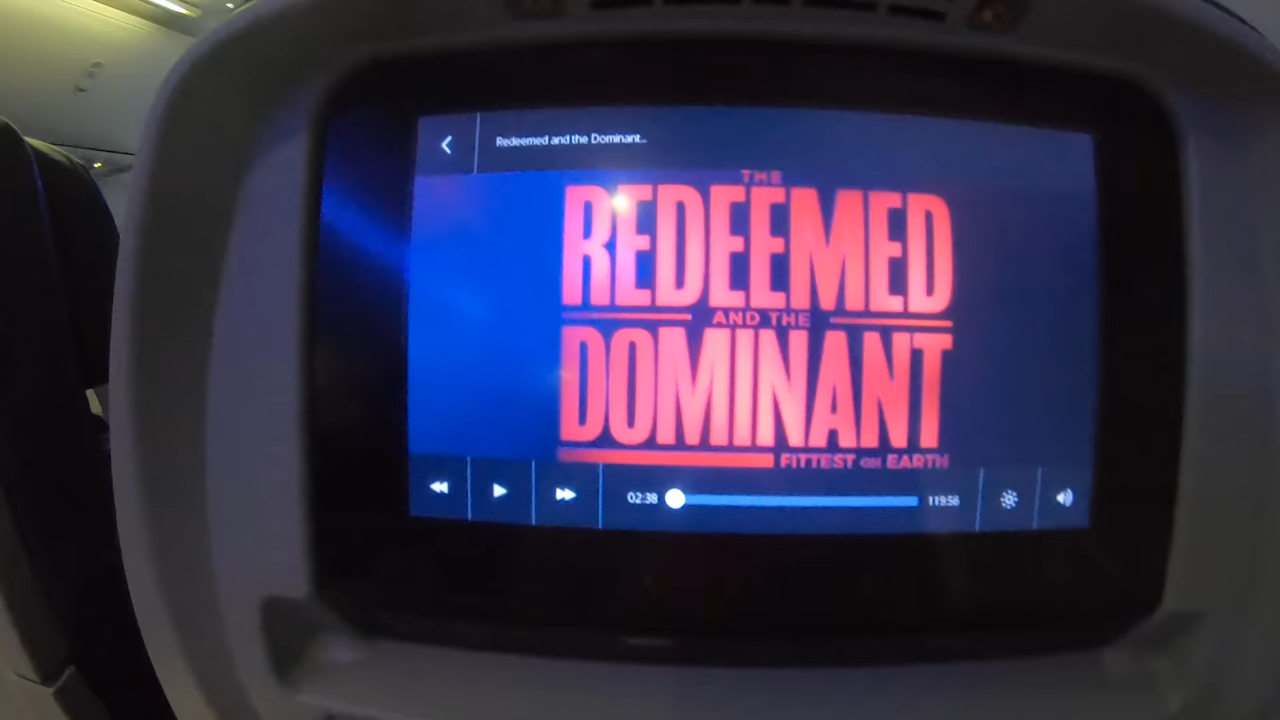 Redeemed and the Dominant...
THE
REDEEMED
AND THE
DOMINANT
FITTEST ON EARTH
02:38
119:56